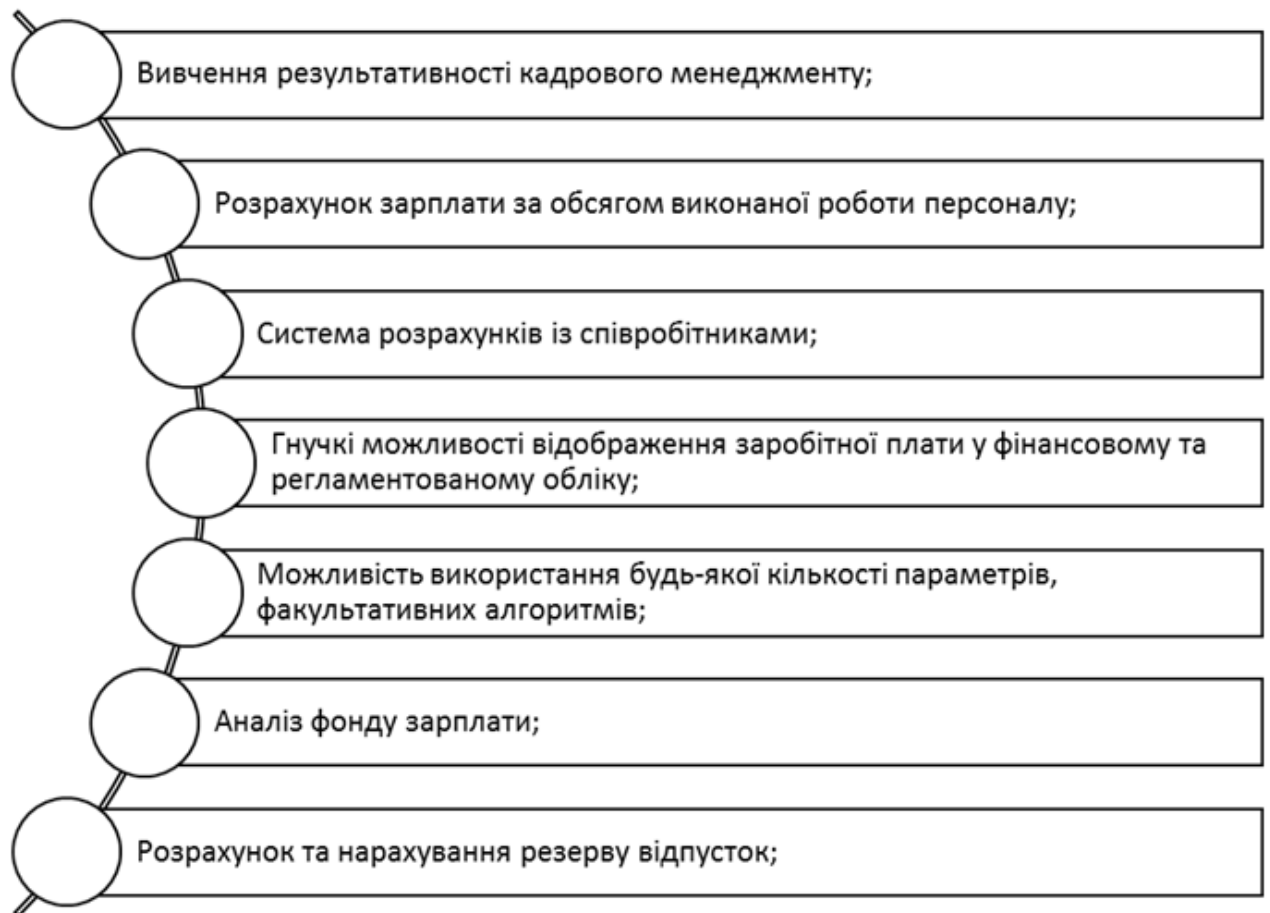 Вивчення результативності кадрового менеджменту;
Розрахунок зарплати за обсягом виконаної роботи персоналу;
Система розрахунків із співробітниками;
Гнучкі можливості відображення заробітної плати у фінансовому та
регламентованому обліку;
Можливість використання будь-якої кількості параметрів,
факультативних алгоритмів;
Аналіз фонду зарплати;
Розрахунок та нарахування резерву відпусток;